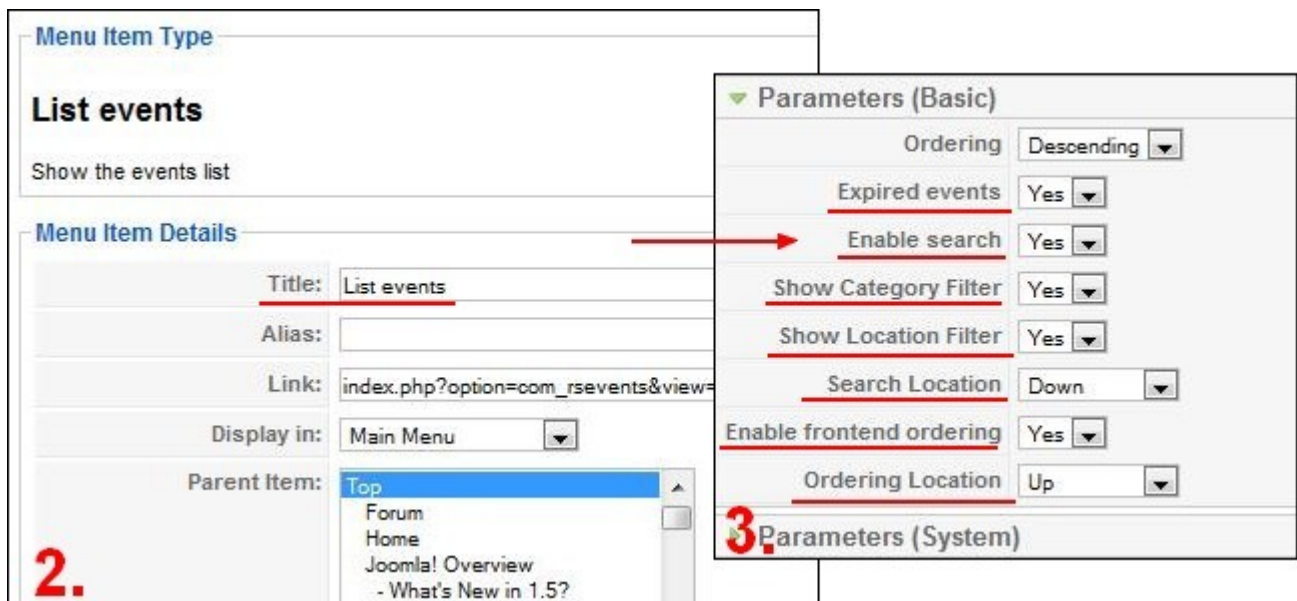 Menu Item Type
List events
Show the events list
Menu Item Details
Title: List events
Alias:
Link: index.php?option=com_rsevents&view=
Display in: Main Menu
Parent Item: Top
Forum
Home
Joomla! Overview
- What's New in 1.5?
2.
Parameters (Basic)
Ordering Descending
Expired events Yes
Enable search Yes
Show Category Filter Yes
Show Location Filter Yes
Search Location Down
Enable frontend ordering Yes
Ordering Location Up
3.
Parameters (System)